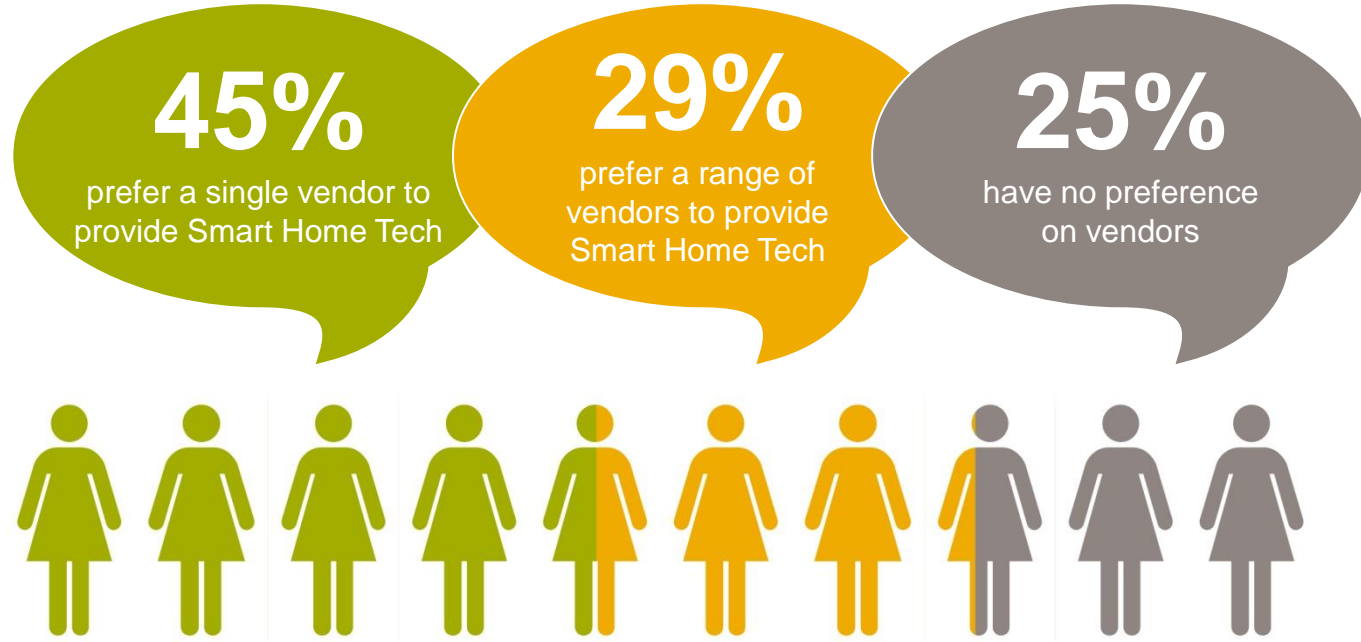 45%
prefer a single vendor to
provide Smart Home Tech
29%
prefer a range of
vendors to provide
Smart Home Tech
25%
have no preference
on vendors